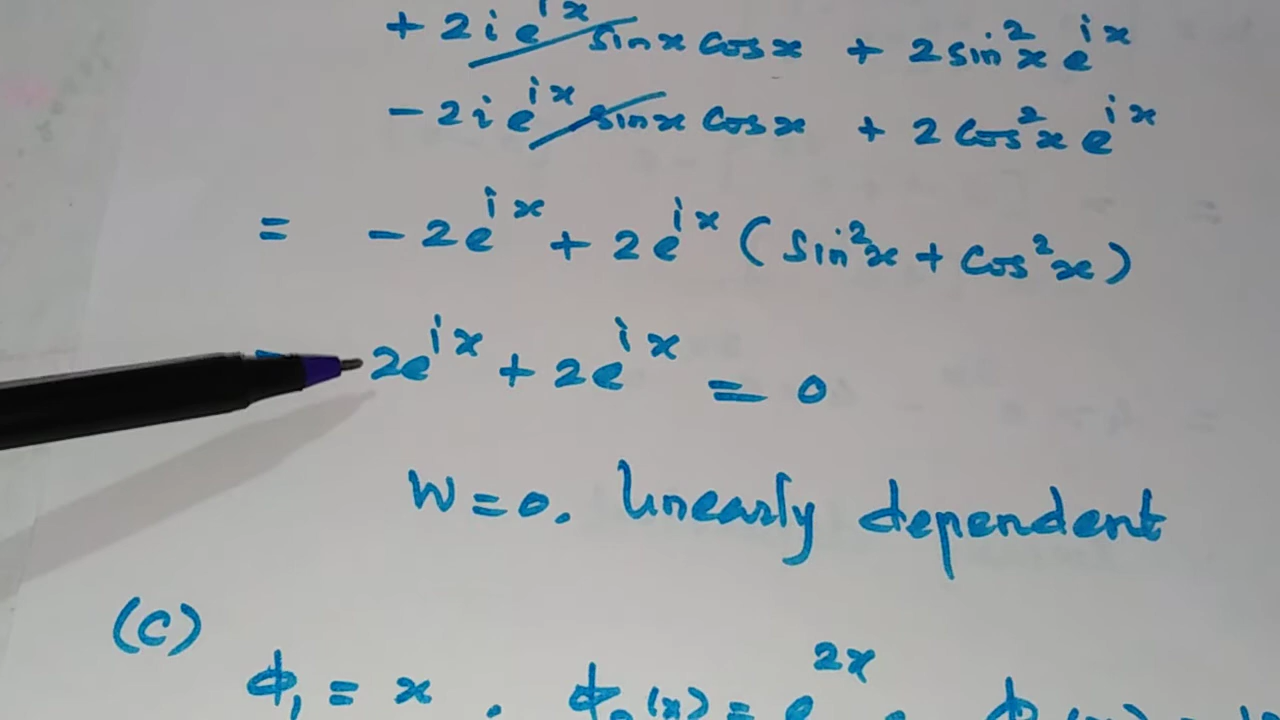 + 2i e^{ix} sin x cos x + 2 sin²x e^{ix}
- 2i e^{ix} sin x cos x + 2 cos²x e^{ix}
= - 2e^{ix} + 2e^{ix} (sin²x + cos²x)
2e^{ix} + 2e^{ix} = 0
W = 0. linearly dependent
(C)
ϕ₁ = x , ϕ₂(x) = e^{2x} , ϕ (x) =